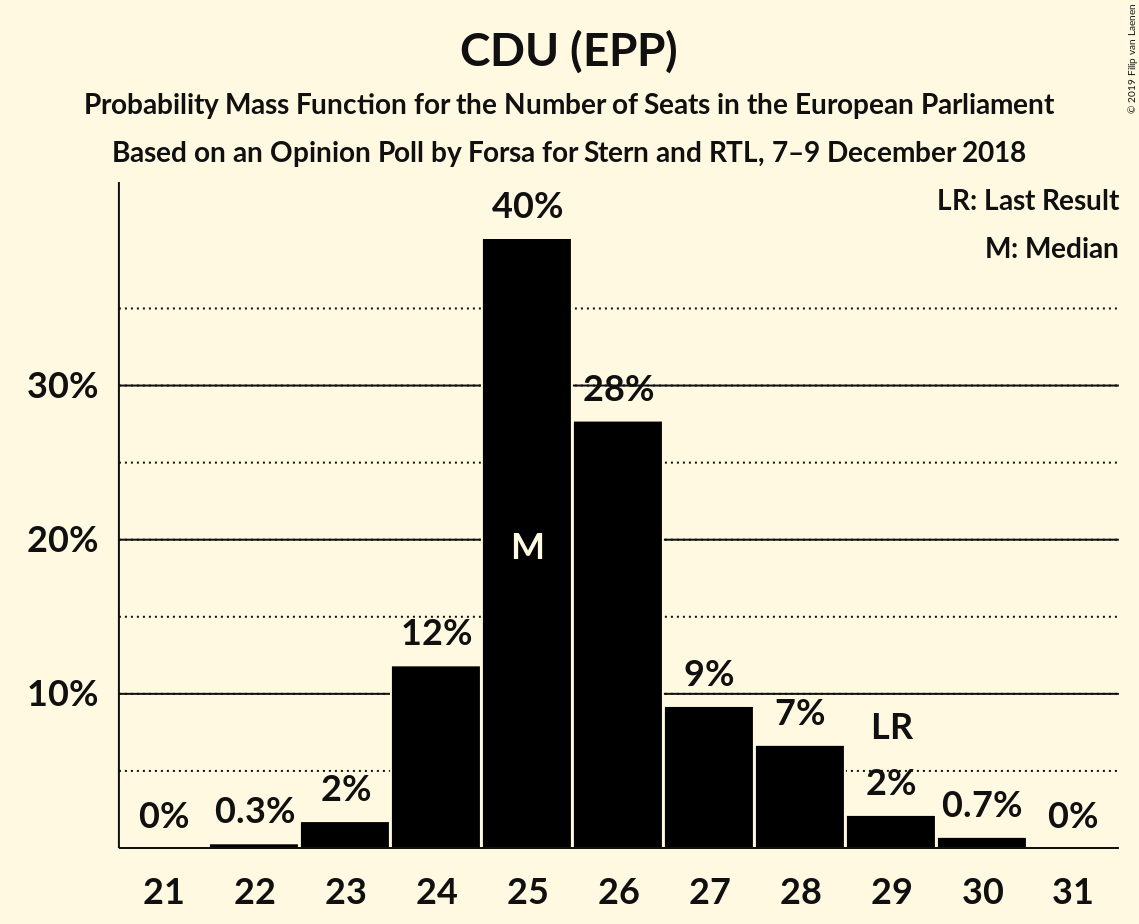 CDU (EPP)
Probability Mass Function for the Number of Seats in the European Parliament
Based on an Opinion Poll by Forsa for Stern and RTL, 7–9 December 2018
© 2019 Filip van Laenen
LR: Last Result
M: Median
40%
30%
28%
20%
M
12%
10%
9%
7%
LR
0%
0.3%
2%
2%
0.7%
0%
21 22 23 24 25 26 27 28 29 30 31